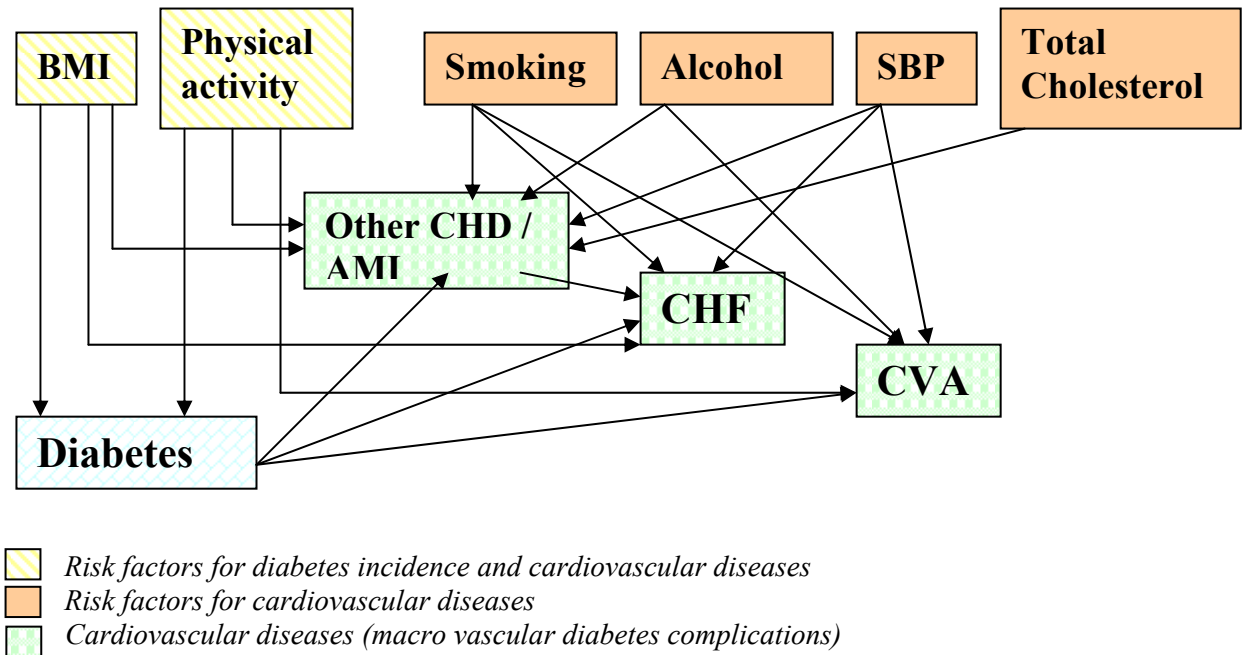 BMI
Physical
activity
Smoking
Alcohol
SBP
Total
Cholesterol
Other CHD /
AMI
CHF
CVA
Diabetes
Risk factors for diabetes incidence and cardiovascular diseases
Risk factors for cardiovascular diseases
Cardiovascular diseases (macro vascular diabetes complications)